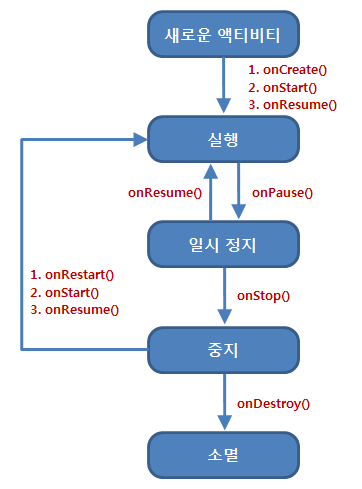 새로운 액티비티
1. onCreate()
2. onStart()
3. onResume()
실행
onResume()
onPause()
일시 정지
1. onRestart()
2. onStart()
3. onResume()
onStop()
중지
onDestroy()
소멸